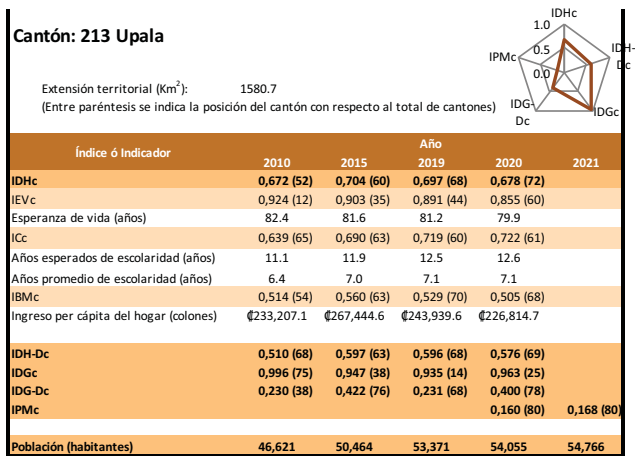 Cantón: 213 Upala
IDHc
1.0
0.5
0.0
IPMc
IDH-
Dc
IDG-
Dc
IDGc
Extensión territorial (Km²): 1580.7
(Entre paréntesis se indica la posición del cantón con respecto al total de cantones)
Índice ó Indicador Año
2010 2015 2019 2020 2021
IDHc 0,672 (52) 0,704 (60) 0,697 (68) 0,678 (72)
IEVc 0,924 (12) 0,903 (35) 0,891 (44) 0,855 (60)
Esperanza de vida (años) 82.4 81.6 81.2 79.9
ICc 0,639 (65) 0,690 (63) 0,719 (60) 0,722 (61)
Años esperados de escolaridad (años) 11.1 11.9 12.5 12.6
Años promedio de escolaridad (años) 6.4 7.0 7.1 7.1
IBMc 0,514 (54) 0,560 (63) 0,529 (70) 0,505 (68)
Ingreso per cápita del hogar (colones) ₡233,207.1 ₡267,444.6 ₡243,939.6 ₡226,814.7
IDH-Dc 0,510 (68) 0,597 (63) 0,596 (68) 0,576 (69)
IDGc 0,996 (75) 0,947 (38) 0,935 (14) 0,963 (25)
IDG-Dc 0,230 (38) 0,422 (76) 0,231 (68) 0,400 (78)
IPMc 0,160 (80) 0,168 (80)
Población (habitantes) 46,621 50,464 53,371 54,055 54,766